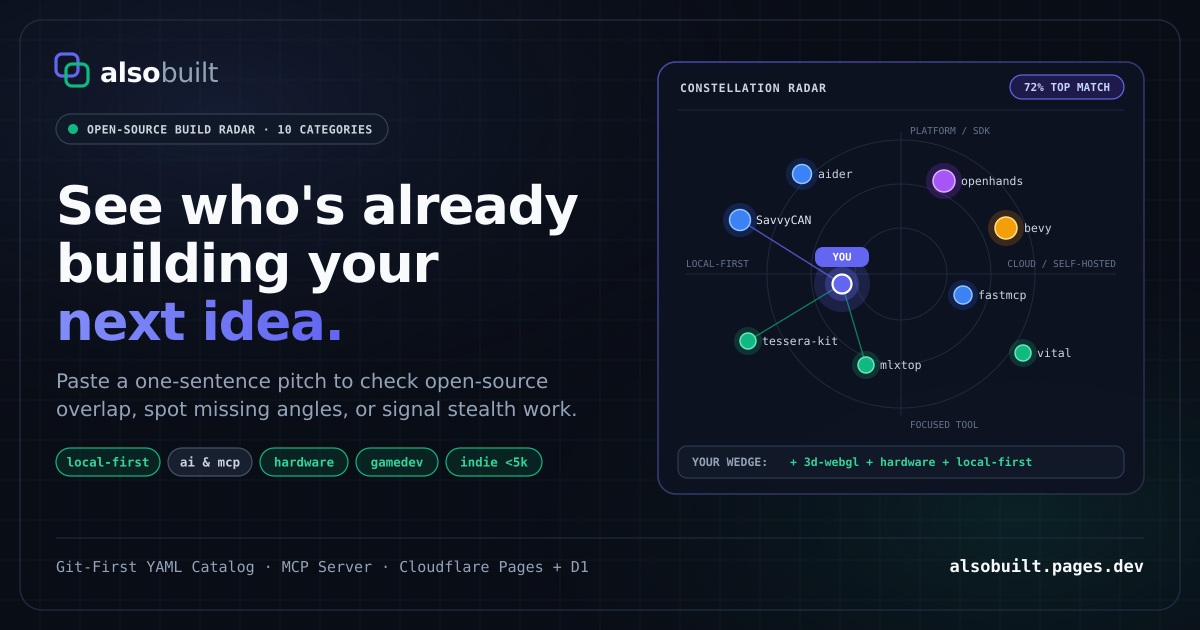 alsobuilt
OPEN-SOURCE BUILD RADAR · 10 CATEGORIES
See who's already
building your
next idea.
Paste a one-sentence pitch to check open-source
overlap, spot missing angles, or signal stealth work.
local-first
ai & mcp
hardware
gamedev
indie <5k
CONSTELLATION RADAR
72% TOP MATCH
PLATFORM / SDK
aider
openhands
SavvyCAN
bevy
YOU
LOCAL-FIRST
CLOUD / SELF-HOSTED
fastmcp
tessera-kit
vital
mlxtop
FOCUSED TOOL
YOUR WEDGE: + 3d-webgl + hardware + local-first
Git-First YAML Catalog · MCP Server · Cloudflare Pages + D1
alsobuilt.pages.dev